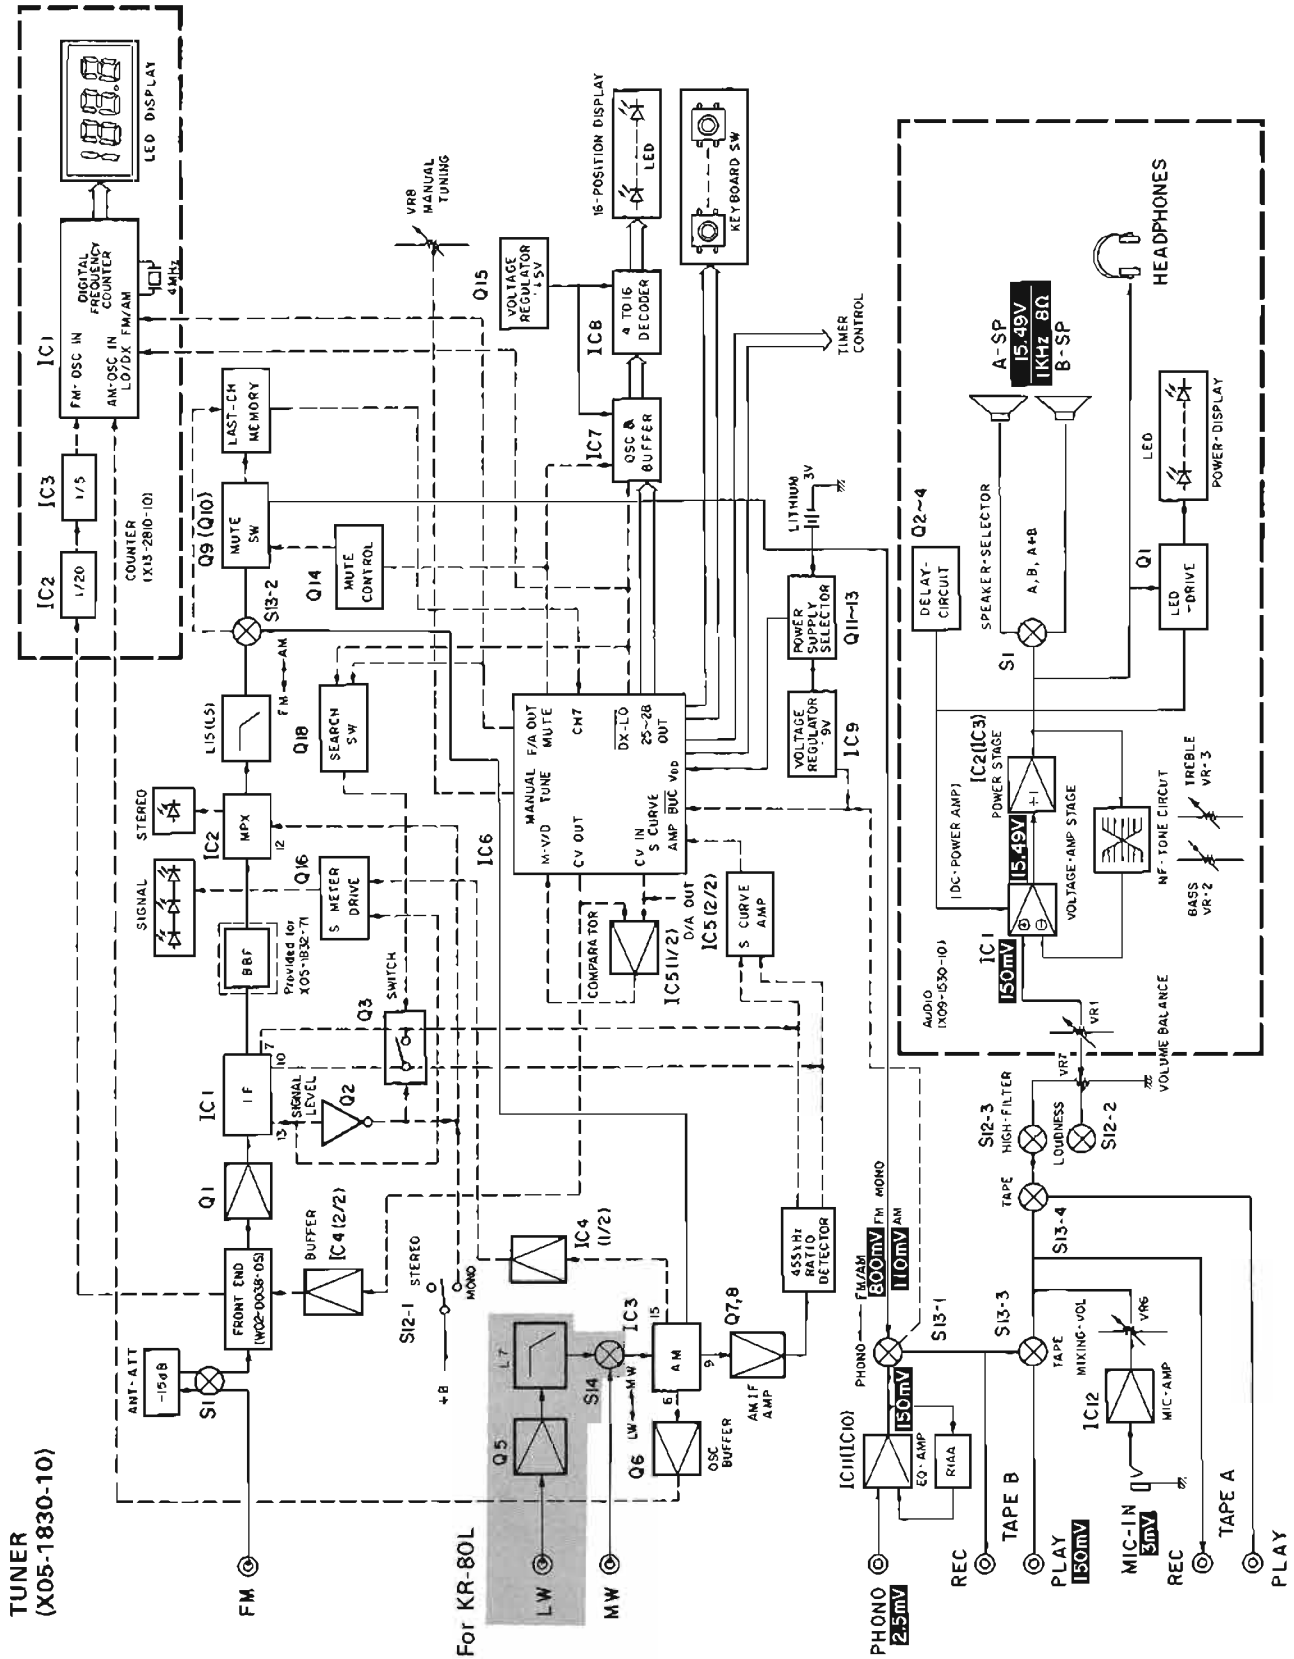 TUNER
(X05-1830-10)
FM
ANT-ATT
-15dB
S1
FRONT END
(W02-0038-05)
Q1
IC1
IF
7
10
13
BBF
Provided for
X05-1832-71
SIGNAL
STEREO
IC2
MPX
12
L15(L5)
FM
AM
S13-2
Q9(Q10)
MUTE
SW
LAST-CH
MEMORY
IC2
1/20
IC3
1/5
COUNTER
(X13-2810-10)
IC1
FM-OSC IN
AM-OSC IN
LO/DX FM/AM
DIGITAL
FREQUENCY
COUNTER
4MHz
LED DISPLAY
BUFFER
IC4(2/2)
SIGNAL
LEVEL
Q2
Q3
SWITCH
Q16
S METER
DRIVE
Q18
SEARCH
SW
Q14
MUTE
CONTROL
VR8
MANUAL
TUNING
S12-1
STEREO
MONO
+B
IC4
(1/2)
For KR-80L
LW
MW
Q5
L7
S14
LW
MW
IC3
AM
15
9
6
Q6
OSC
BUFFER
Q7,8
AM IF
AMP
455kHz
RATIO
DETECTOR
COMPARATOR
IC5(1/2)
D/A OUT
IC5(2/2)
S CURVE
AMP
IC6
MANUAL
TUNE
F/A OUT
MUTE
M-V/D
CV OUT
CH7
DX-LO
25~28
OUT
CV IN
S CURVE
AMP
BUC
VDD
IC7
OSC &
BUFFER
Q15
VOLTAGE
REGULATOR
IC8
4 TO 16
DECODER
16-POSITION DISPLAY
LED
KEYBOARD SW
TIMER
CONTROL
IC9
VOLTAGE
REGULATOR
POWER
SUPPLY
SELECTOR
Q11~13
LITHIUM
3V
PHONO
2.5mV
IC11(IC10)
EQ-AMP
RIAA
150mV
PHONO
FM/AM
800mV
FM MONO
110mV
AM
S13-1
REC
TAPE B
PLAY
150mV
MIC-IN
3mV
IC12
MIC-AMP
MIXING-VOL
VR6
TAPE
S13-3
TAPE
S13-4
REC
TAPE A
PLAY
S12-3
HIGH-FILTER
LOUDNESS
S12-2
VR7
VR1
VOLUME BALANCE
AUDIO
(X09-1530-10)
150mV
IC1
(DC-POWER AMP)
15.49V
VOLTAGE-AMP STAGE
IC2(IC3)
POWER STAGE
NF-TONE CIRCUT
BASS
VR-2
TREBLE
VR-3
S1
SPEAKER-SELECTOR
A, B, A+B
Q2~4
DELAY-
CIRCUIT
Q1
LED
-DRIVE
LED
POWER-DISPLAY
A-SP
15.49V
1KHz 8Ω
B-SP
HEADPHONES